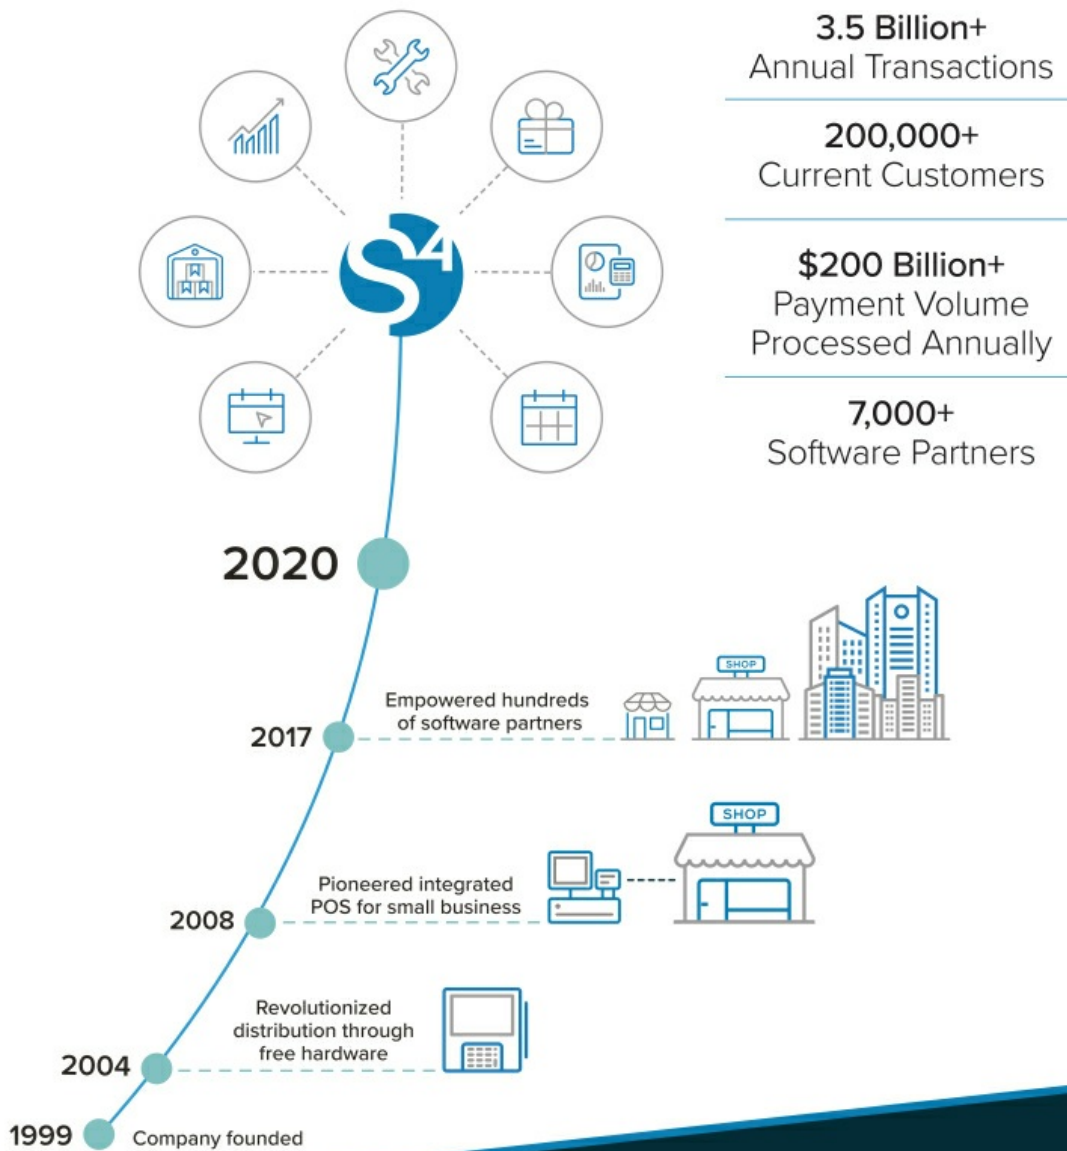 3.5 Billion+
Annual Transactions
200,000+
Current Customers
$200 Billion+
Payment Volume
Processed Annually
7,000+
Software Partners
S4
2020
Empowered hundreds
of software partners
2017
SHOP
Pioneered integrated
POS for small business
2008
SHOP
Revolutionized
distribution through
free hardware
2004
1999 Company founded